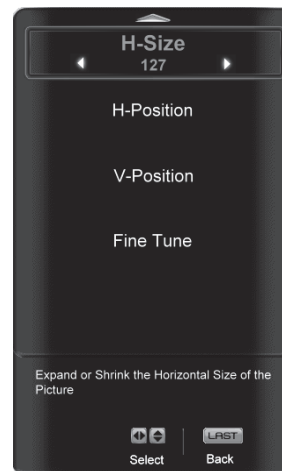 H-Size
127
H-Position
V-Position
Fine Tune
Expand or Shrink the Horizontal Size of the
Picture
LAST
Select Back